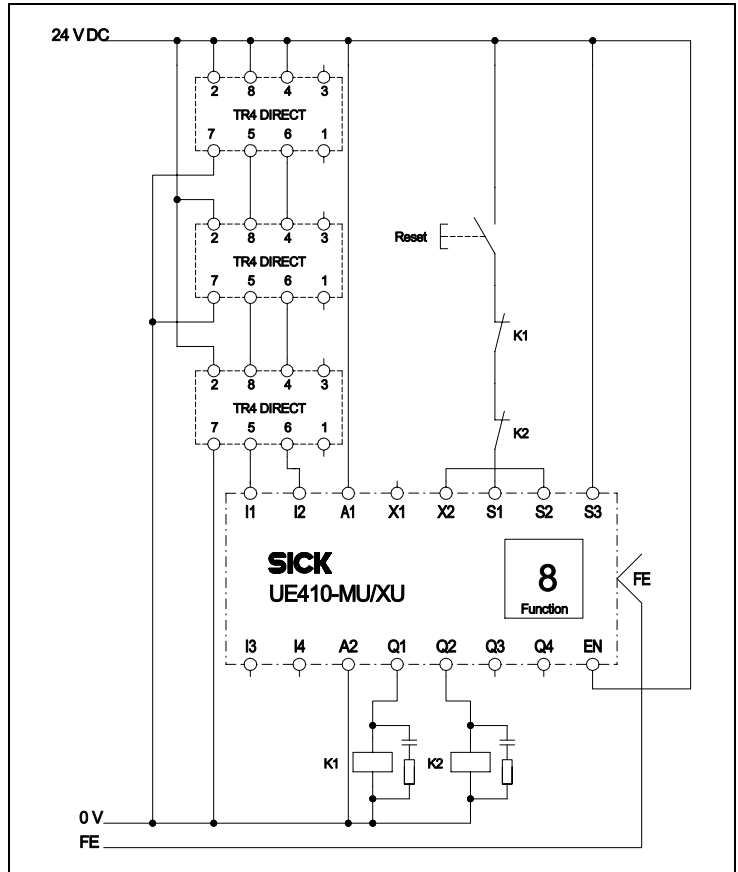 24 V DC
2 8 4 3
TR4 DIRECT
7 5 6 1
2 8 4 3
TR4 DIRECT
7 5 6 1
2 8 4 3
TR4 DIRECT
7 5 6 1
Reset
K1
K2
I1 I2 A1 X1 X2 S1 S2 S3
SICK
UE410-MU/XU
8
Function
FE
I3 I4 A2 Q1 Q2 Q3 Q4 EN
K1 K2
0 V
FE